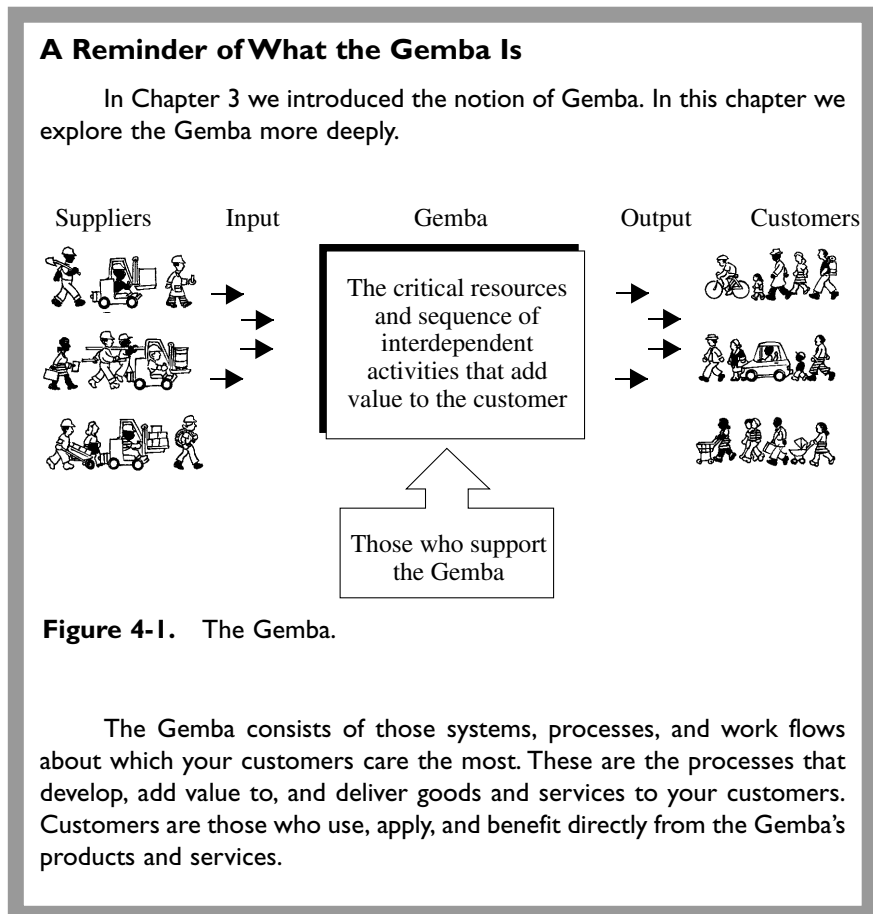 A Reminder of What the Gemba Is
In Chapter 3 we introduced the notion of Gemba. In this chapter we
explore the Gemba more deeply.
Suppliers Input Gemba Output Customers
The critical resources
and sequence of
interdependent
activities that add
value to the customer
Those who support
the Gemba
Figure 4-1. The Gemba.
The Gemba consists of those systems, processes, and work flows
about which your customers care the most. These are the processes that
develop, add value to, and deliver goods and services to your customers.
Customers are those who use, apply, and benefit directly from the Gemba's
products and services.